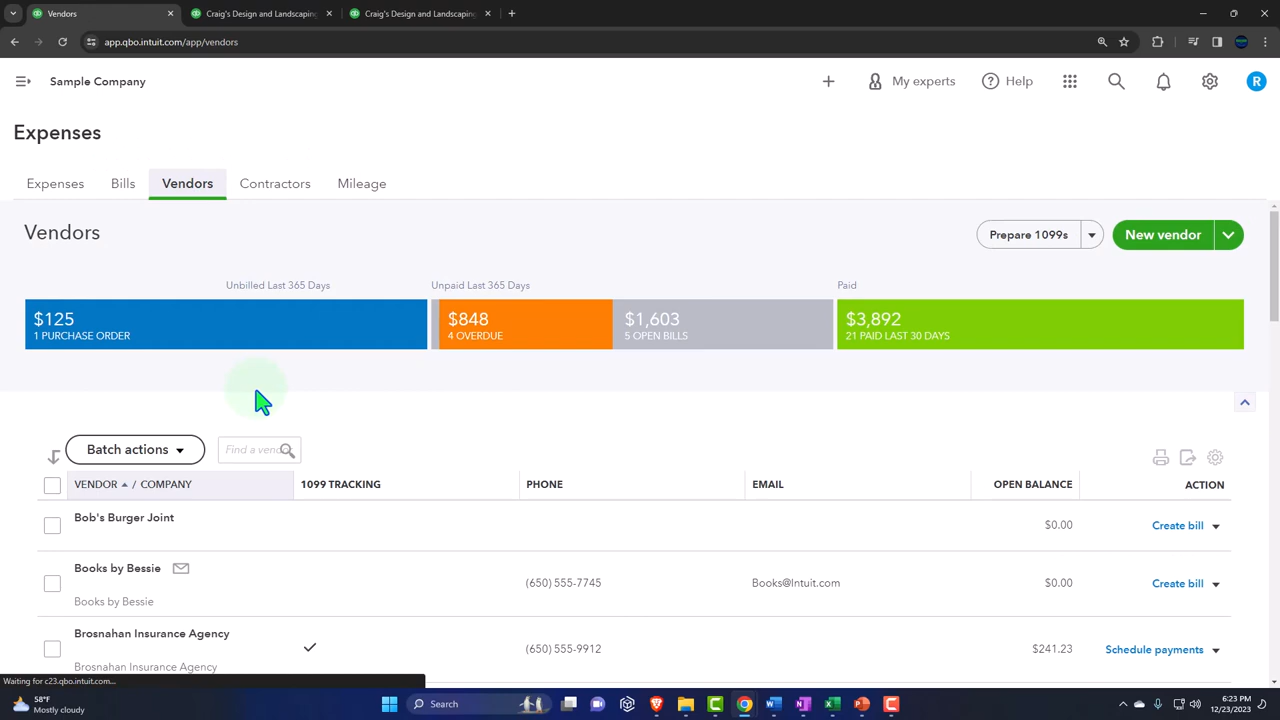 Vendors
Craig's Design and Landscaping
Craig's Design and Landscaping
app.qbo.intuit.com/app/vendors
Sample Company
My experts
Help
R
Expenses
Expenses
Bills
Vendors
Contractors
Mileage
Vendors
Prepare 1099s
New vendor
Unbilled Last 365 Days
Unpaid Last 365 Days
Paid
$125
1 PURCHASE ORDER
$848
4 OVERDUE
$1,603
5 OPEN BILLS
$3,892
21 PAID LAST 30 DAYS
Batch actions
Find a vend
VENDOR / COMPANY
1099 TRACKING
PHONE
EMAIL
OPEN BALANCE
ACTION
Bob's Burger Joint
$0.00
Create bill
Books by Bessie
Books by Bessie
(650) 555-7745
Books@Intuit.com
$0.00
Create bill
Brosnahan Insurance Agency
Brosnahan Insurance Agency
(650) 555-9912
$241.23
Schedule payments
Waiting for c23.qbo.intuit.com...
58°F
Mostly cloudy
Search
6:23 PM
12/23/2023